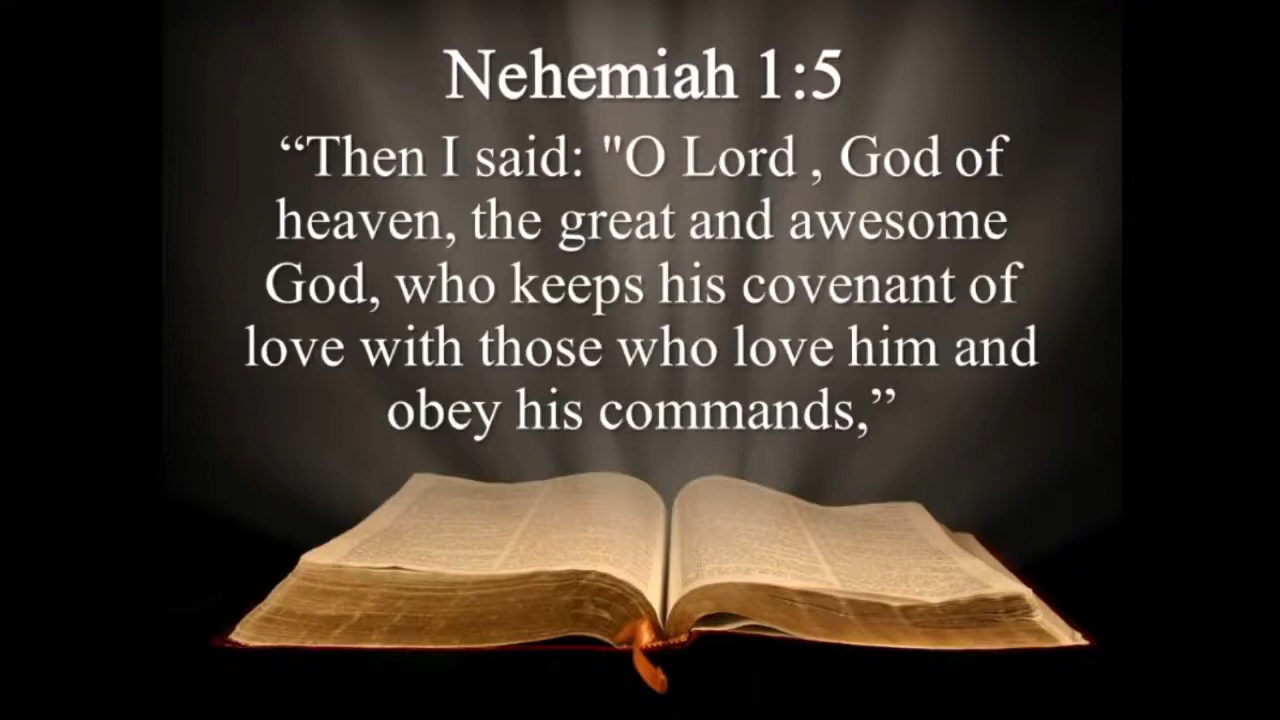 Nehemiah 1:5
“Then I said: "O Lord , God of
heaven, the great and awesome
God, who keeps his covenant of
love with those who love him and
obey his commands,”